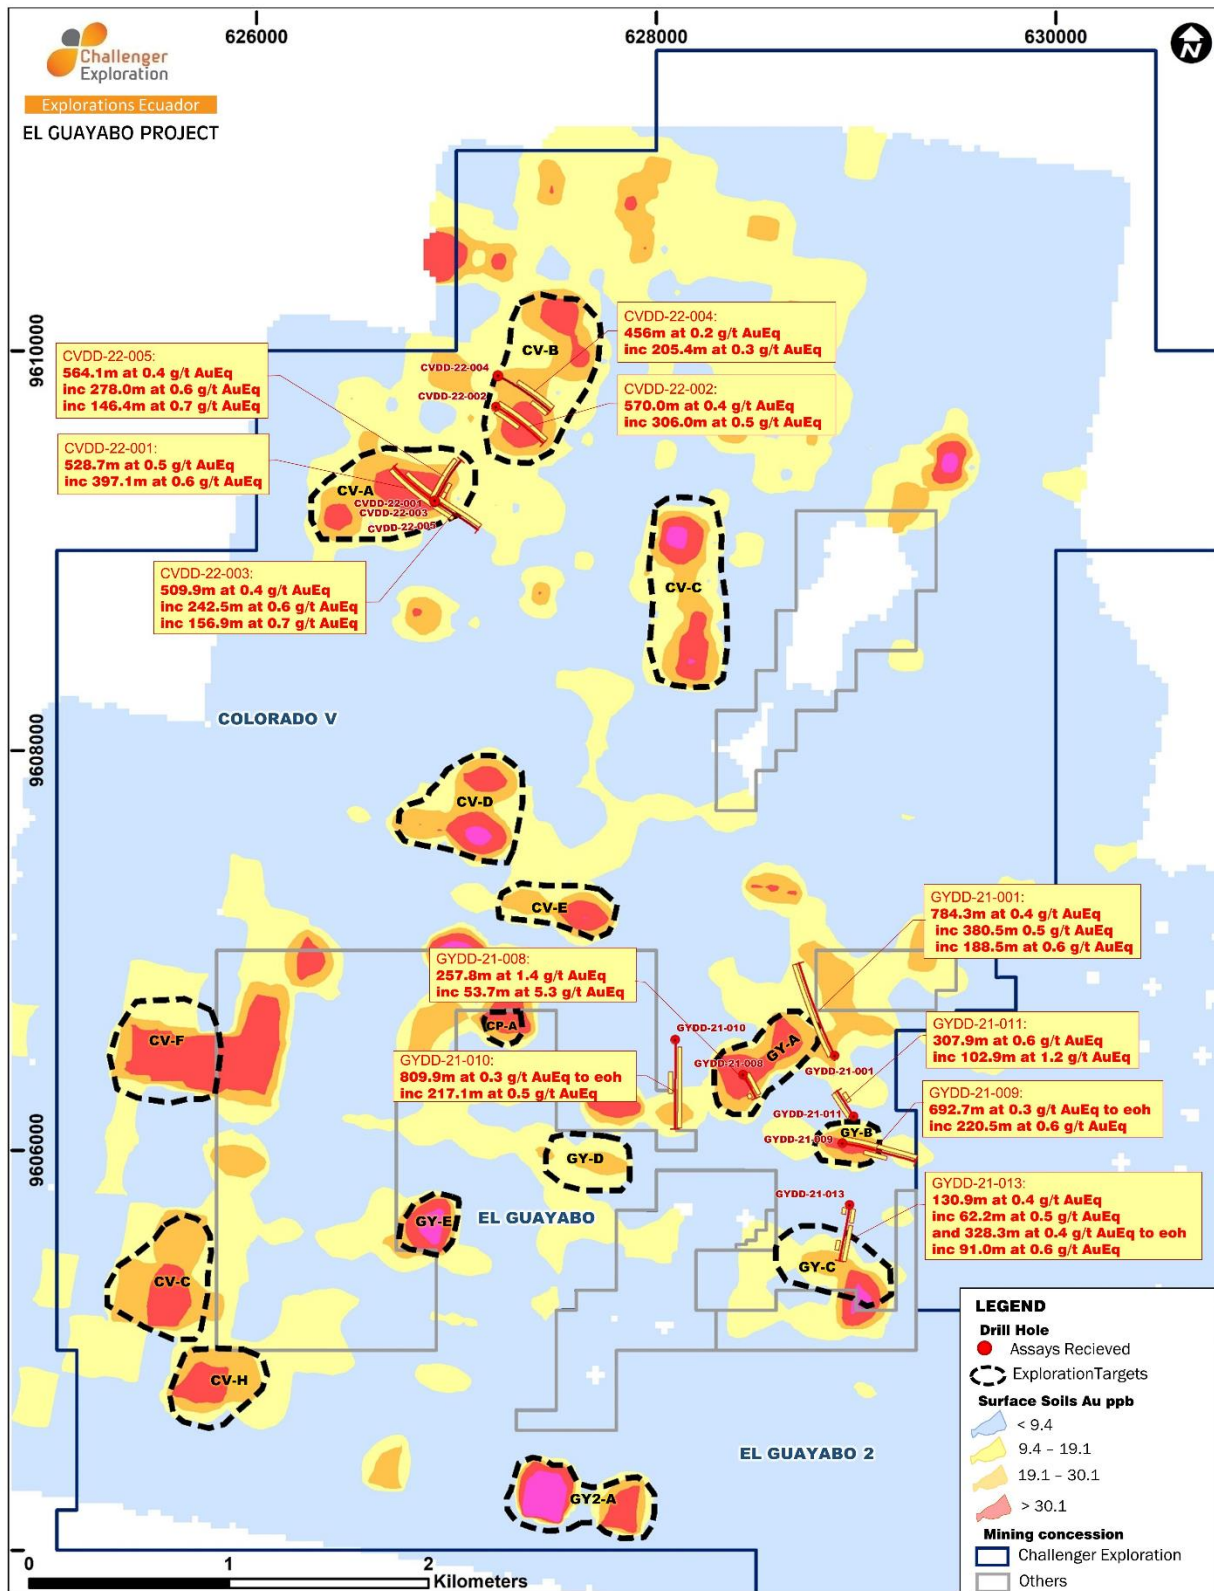 626000
628000
630000
N
Challenger
Exploration
Explorations Ecuador
EL GUAYABO PROJECT
9610000
9608000
9606000
CVDD-22-004:
456m at 0.2 g/t AuEq
inc 205.4m at 0.3 g/t AuEq
CV-B
CVDD-22-005:
564.1m at 0.4 g/t AuEq
inc 278.0m at 0.6 g/t AuEq
inc 146.4m at 0.7 g/t AuEq
CVDD-22-004
CVDD-22-002
CVDD-22-002:
570.0m at 0.4 g/t AuEq
inc 306.0m at 0.5 g/t AuEq
CVDD-22-001:
528.7m at 0.5 g/t AuEq
inc 397.1m at 0.6 g/t AuEq
CV-A
CVDD-22-001
CVDD-22-003
CVDD-22-005
CVDD-22-003:
509.9m at 0.4 g/t AuEq
inc 242.5m at 0.6 g/t AuEq
inc 156.9m at 0.7 g/t AuEq
CV-C
COLORADO V
CV-D
CV-E
GYDD-21-001:
784.3m at 0.4 g/t AuEq
inc 380.5m 0.5 g/t AuEq
inc 188.5m at 0.6 g/t AuEq
GYDD-21-008:
257.8m at 1.4 g/t AuEq
inc 53.7m at 5.3 g/t AuEq
CV-F
CP-A
GYDD-21-010
GY-A
GYDD-21-008
GYDD-21-001
GYDD-21-011:
307.9m at 0.6 g/t AuEq
inc 102.9m at 1.2 g/t AuEq
GYDD-21-010:
809.9m at 0.3 g/t AuEq to eoh
inc 217.1m at 0.5 g/t AuEq
GYDD-21-011
GYDD-21-009:
692.7m at 0.3 g/t AuEq to eoh
inc 220.5m at 0.6 g/t AuEq
GY-B
GYDD-21-009
GY-D
GYDD-21-013
GYDD-21-013:
130.9m at 0.4 g/t AuEq
inc 62.2m at 0.5 g/t AuEq
and 328.3m at 0.4 g/t AuEq to eoh
inc 91.0m at 0.6 g/t AuEq
GY-E
EL GUAYABO
GY-C
CV-C
CV-H
EL GUAYABO 2
GY2-A
LEGEND
Drill Hole
Assays Recieved
ExplorationTargets
Surface Soils Au ppb
< 9.4
9.4 – 19.1
19.1 – 30.1
> 30.1
Mining concession
Challenger Exploration
Others
0
1
2
Kilometers